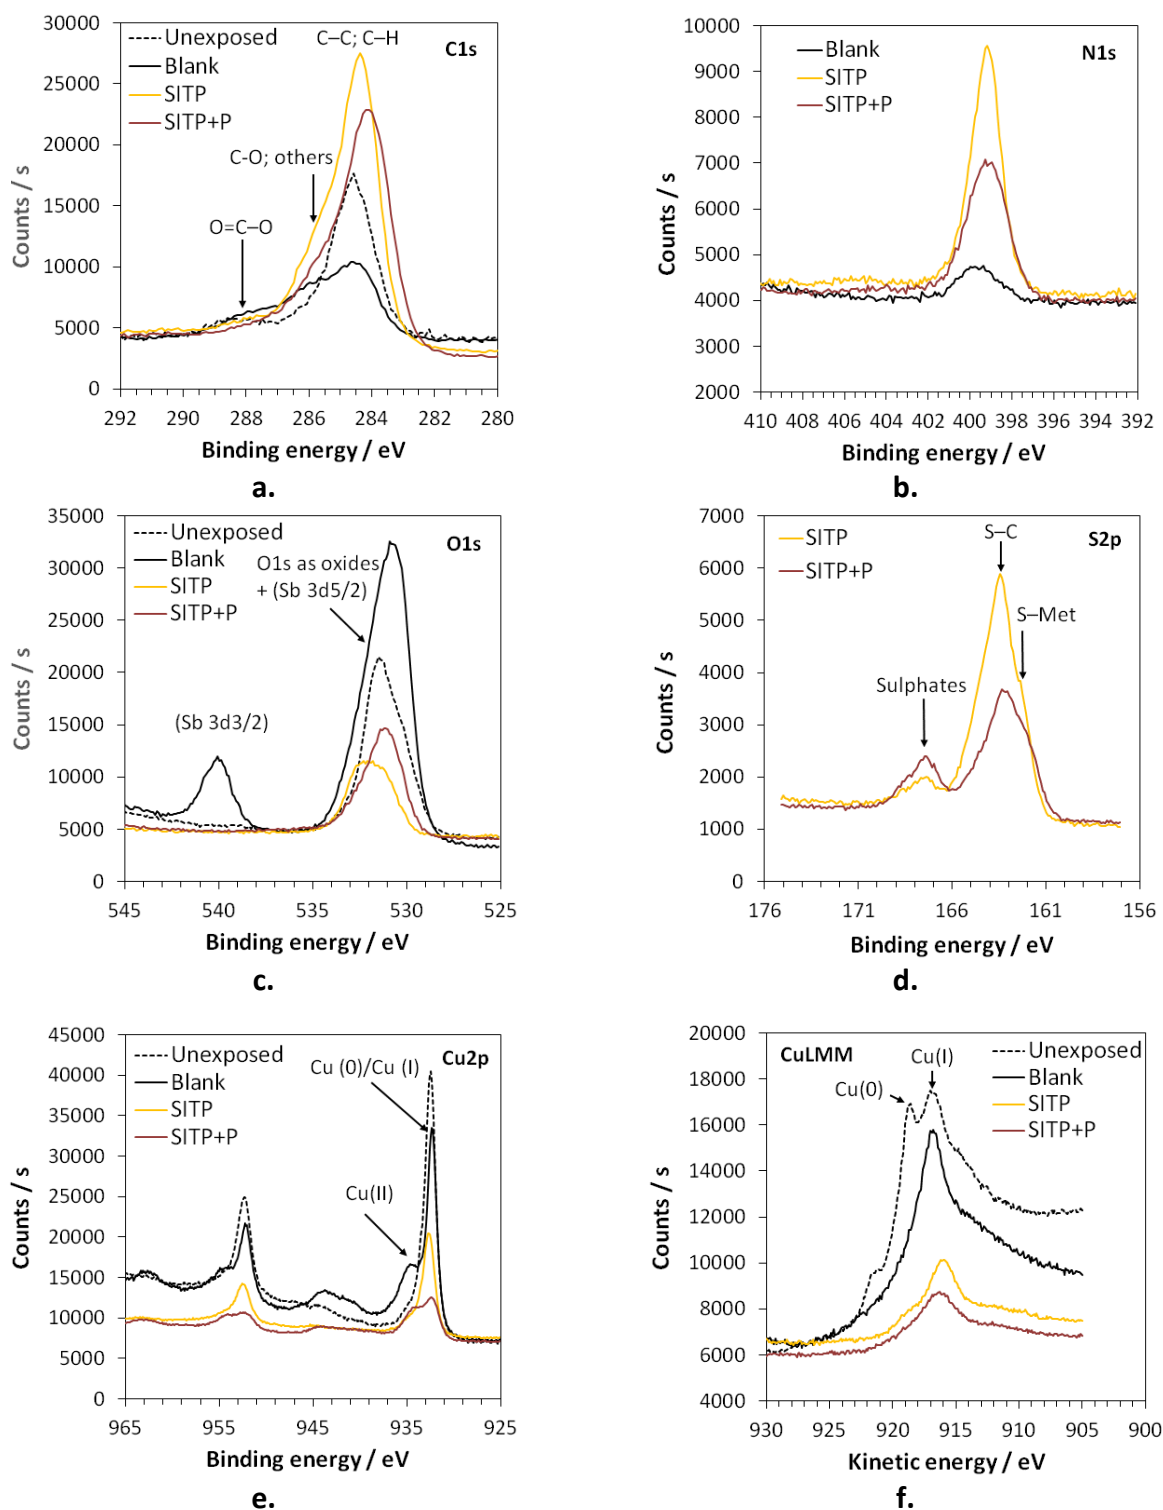 30000
Unexposed
C–C; C–H
C1s
Blank
25000
SITP
SITP+P
20000
C-O; others
15000
O=C–O
10000
5000
0
Counts / s
292 290 288 286 284 282 280
Binding energy / eV
a.
10000
Blank
N1s
SITP
9000
SITP+P
8000
7000
6000
5000
4000
3000
2000
Counts / s
410 408 406 404 402 400 398 396 394 392
Binding energy / eV
b.
35000
Unexposed
O1s
Blank
30000
SITP
O1s as oxides
+ (Sb 3d5/2)
SITP+P
25000
20000
15000
(Sb 3d3/2)
10000
5000
0
Counts / s
545 540 535 530 525
Binding energy / eV
c.
7000
SITP
S–C
S2p
SITP+P
6000
S–Met
5000
4000
Sulphates
3000
2000
1000
0
Counts / s
176 171 166 161 156
Binding energy / eV
d.
45000
Unexposed
Cu2p
Blank
Cu (0)/Cu (I)
40000
SITP
35000
SITP+P
30000
25000
Cu(II)
20000
15000
10000
5000
0
Counts / s
965 955 945 935 925
Binding energy / eV
e.
20000
CuLMM
Unexposed
Cu(I)
Blank
18000
Cu(0)
SITP
SITP+P
16000
14000
12000
10000
8000
6000
4000
Counts / s
930 925 920 915 910 905 900
Kinetic energy / eV
f.